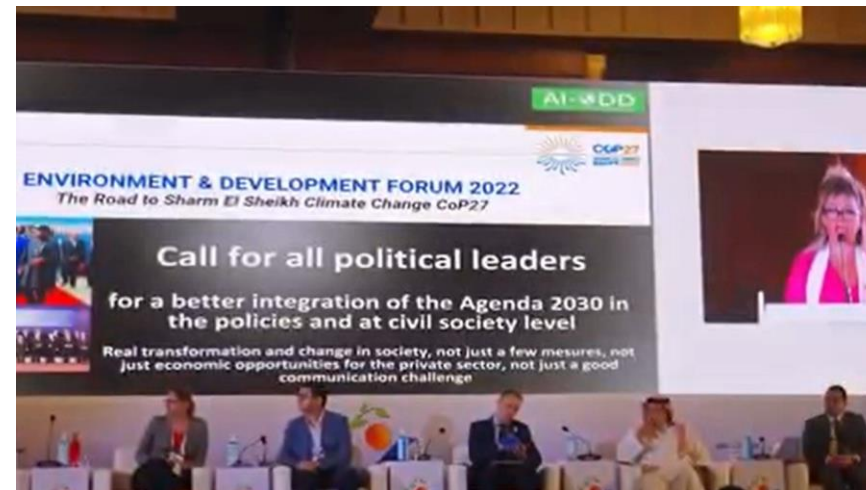 AI-ODD
COP27
ENVIRONMENT & DEVELOPMENT FORUM 2022
The Road to Sharm El Sheikh Climate Change CoP27
Call for all political leaders
for a better integration of the Agenda 2030 in
the policies and at civil society level
Real transformation and change in society, not just a few mesures, not
just economic opportunities for the private sector, not just a good
communication challenge